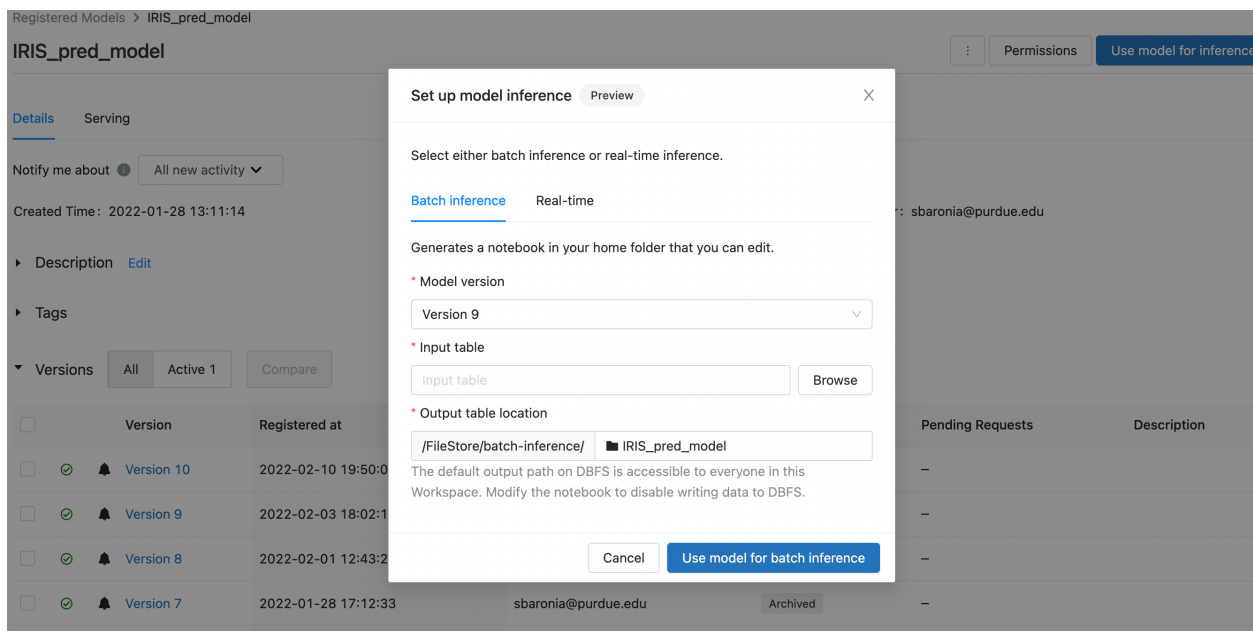 Registered Models > IRIS_pred_model
IRIS_pred_model
⋮ Permissions Use model for inference
Set up model inference Preview
Details Serving
Select either batch inference or real-time inference.
Notify me about All new activity
Batch inference Real-time
Created Time: 2022-01-28 13:11:14
: sbaronia@purdue.edu
Generates a notebook in your home folder that you can edit.
Description Edit
* Model version
Version 9
Tags
* Input table
Versions All Active 1 Compare
Input table Browse
* Output table location
Version Registered at Pending Requests Description
/FileStore/batch-inference/ IRIS_pred_model
The default output path on DBFS is accessible to everyone in this
Workspace. Modify the notebook to disable writing data to DBFS.
Version 10 2022-02-10 19:50:0 –
Version 9 2022-02-03 18:02:1 –
Version 8 2022-02-01 12:43:2 –
Cancel Use model for batch inference
Version 7 2022-01-28 17:12:33 sbaronia@purdue.edu Archived –